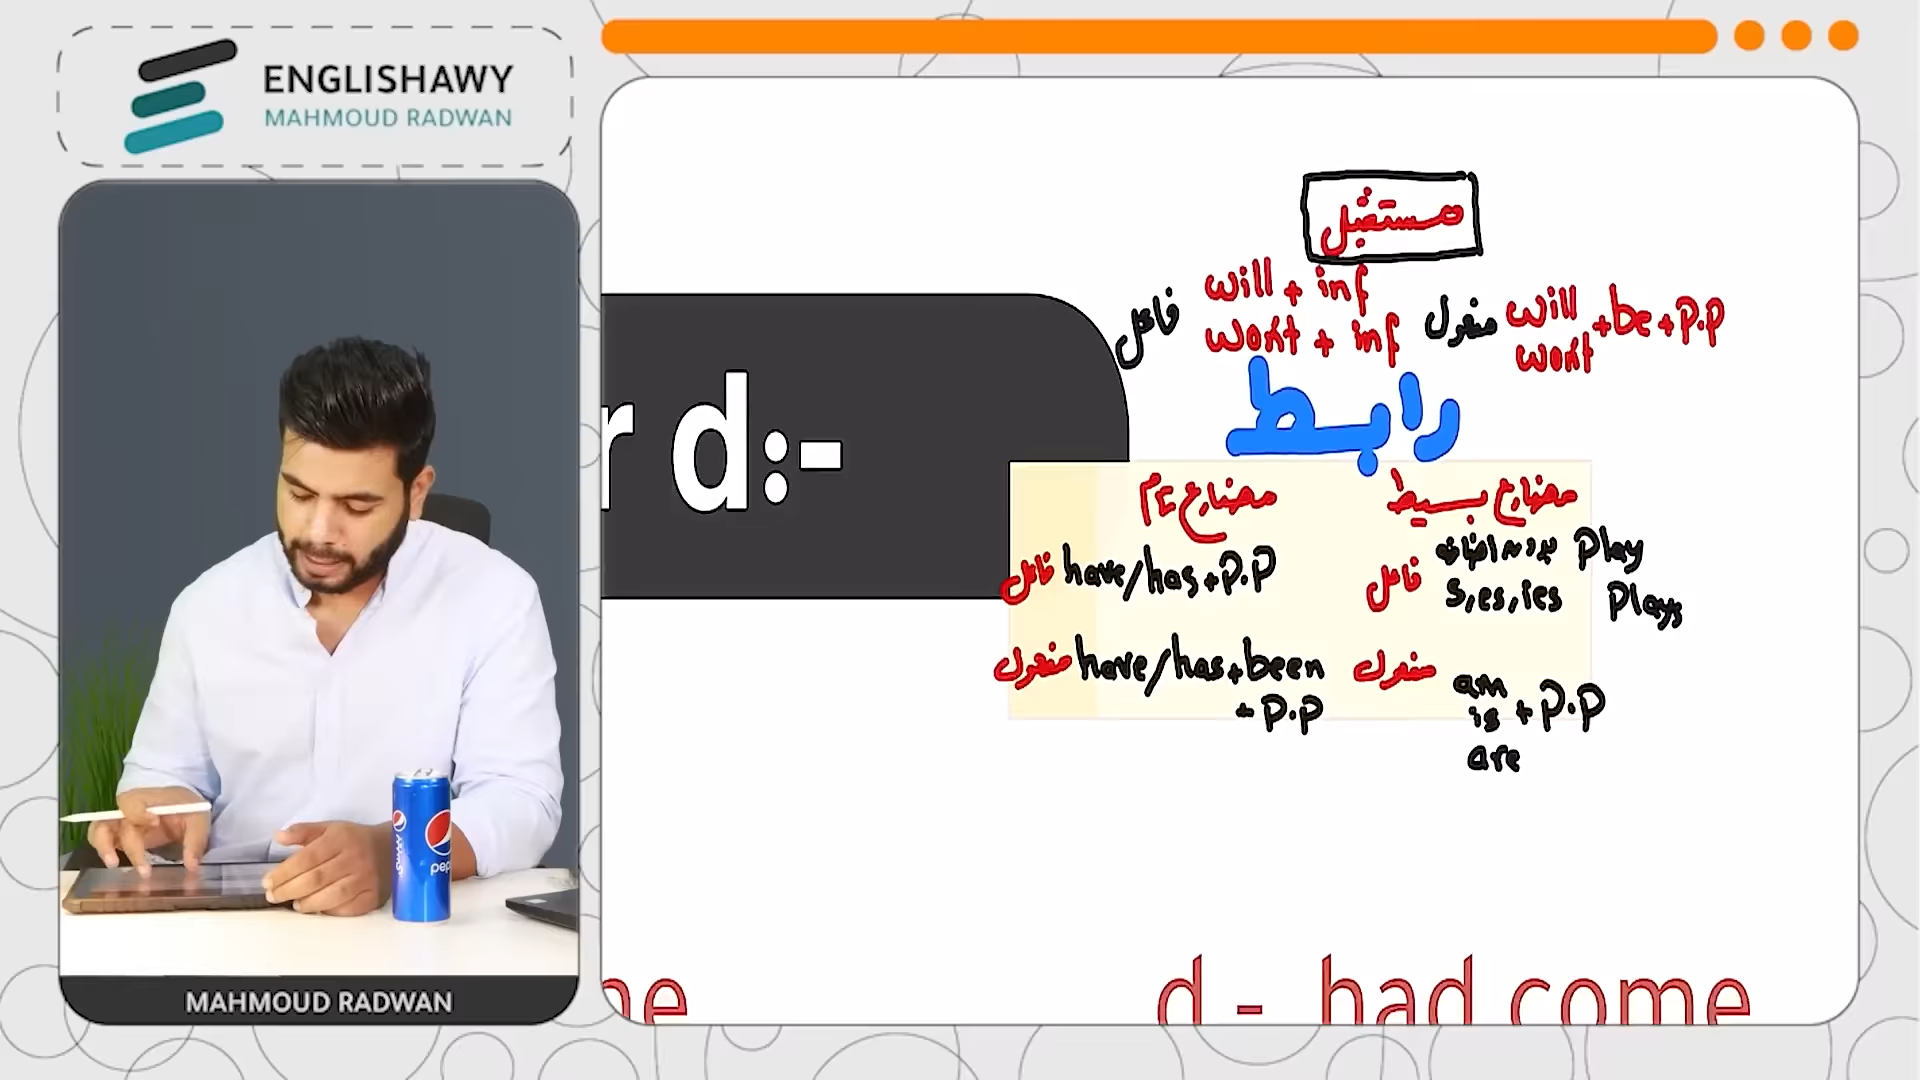 ENGLISHAWY
MAHMOUD RADWAN
مستقبل
فاعل will + inf
won't + inf
مفعول will
won't +be+P.P
رابط
r d:-
مضارع بسيط
فاعل بدون اضافات Play
s,es,ies Plays
مفعول am
is +P.P
are
مضارع تام
فاعل have/has+P.P
مفعول have/has+been
+P.P
pep
MAHMOUD RADWAN
me
d - had come